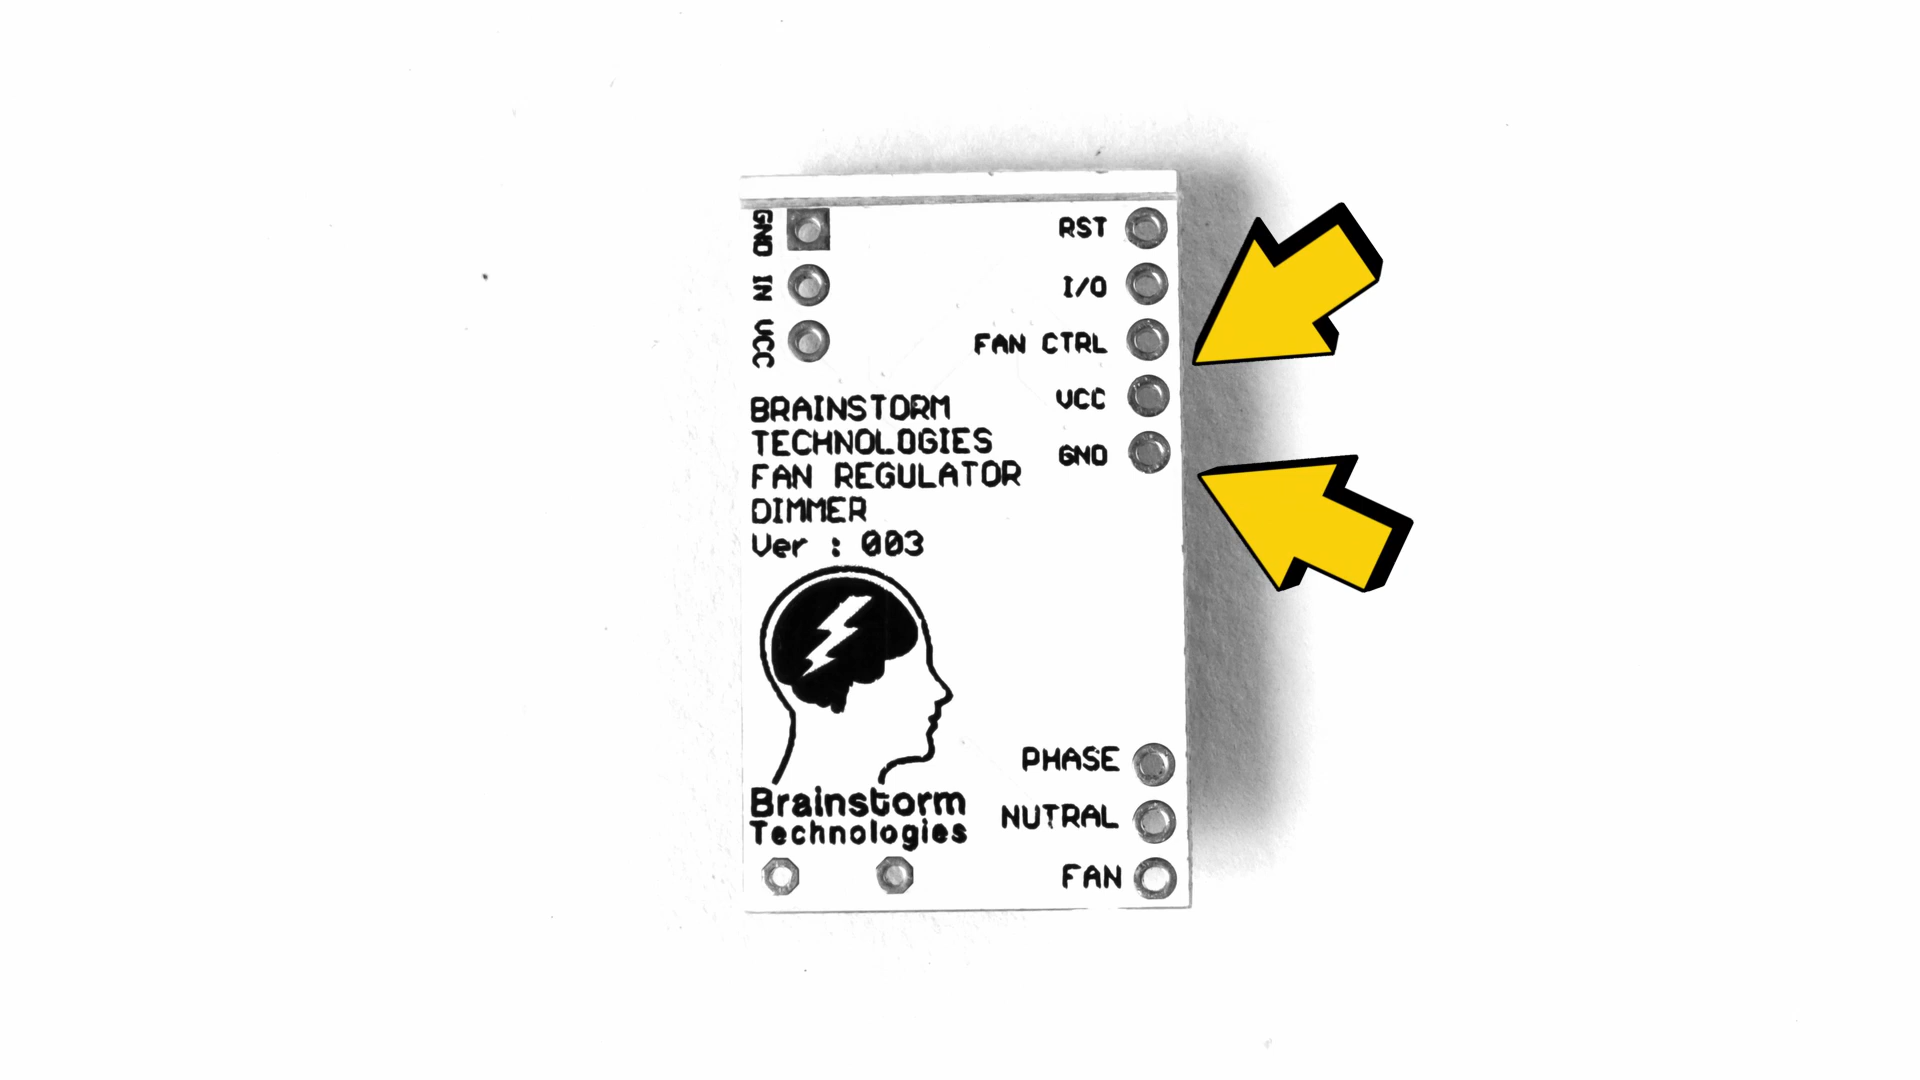 GND
IN
VCC
RST
I/O
FAN CTRL
VCC
GND
BRAINSTORM
TECHNOLOGIES
FAN REGULATOR
DIMMER
Ver : 003
Brainstorm
Technologies
PHASE
NUTRAL
FAN